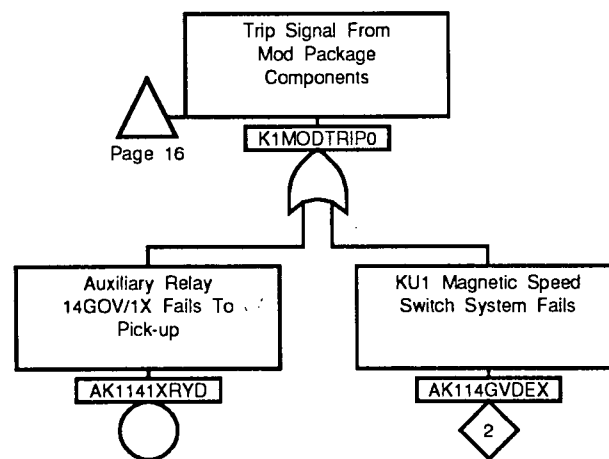 Trip Signal From
Mod Package
Components
Page 16
K1MODTRIP0
Auxiliary Relay
14GOV/1X Fails To
Pick-up
KU1 Magnetic Speed
Switch System Fails
AK1141XRYD
AK114GVDEX
2